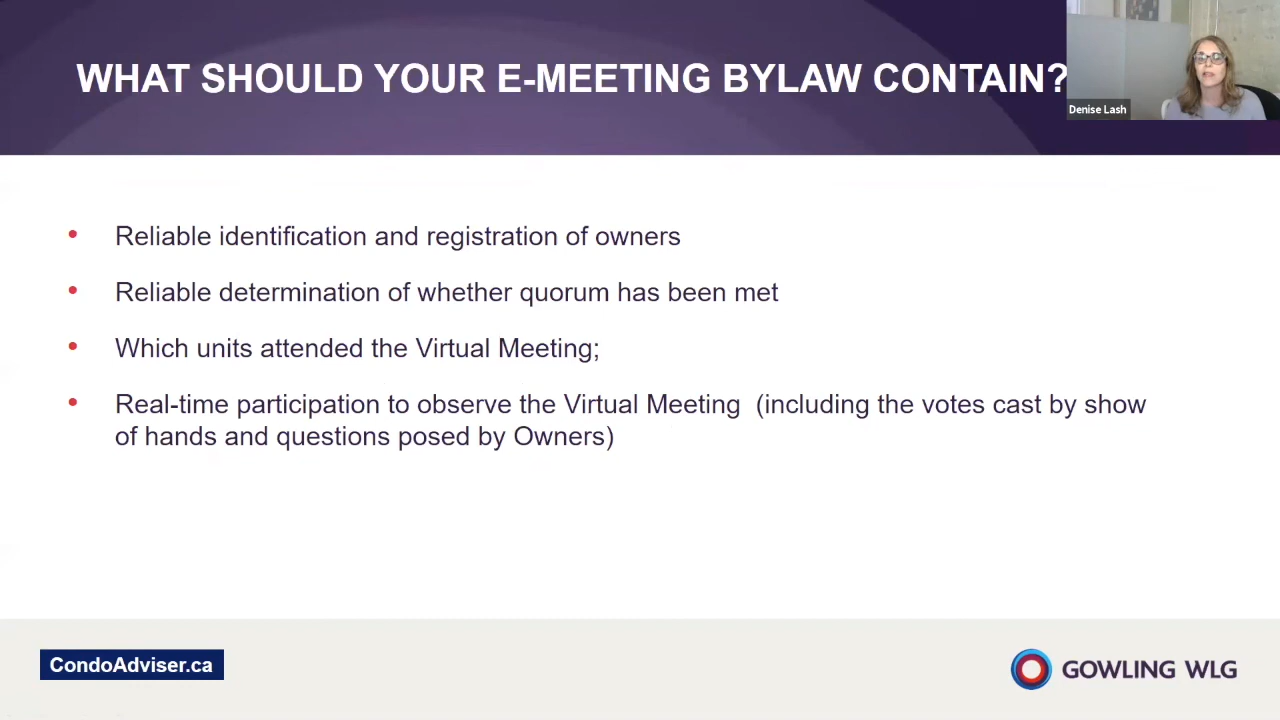 WHAT SHOULD YOUR E-MEETING BYLAW CONTAIN?
Denise Lash
• Reliable identification and registration of owners
• Reliable determination of whether quorum has been met
• Which units attended the Virtual Meeting;
• Real-time participation to observe the Virtual Meeting (including the votes cast by show
of hands and questions posed by Owners)
CondoAdviser.ca
GOWLING WLG